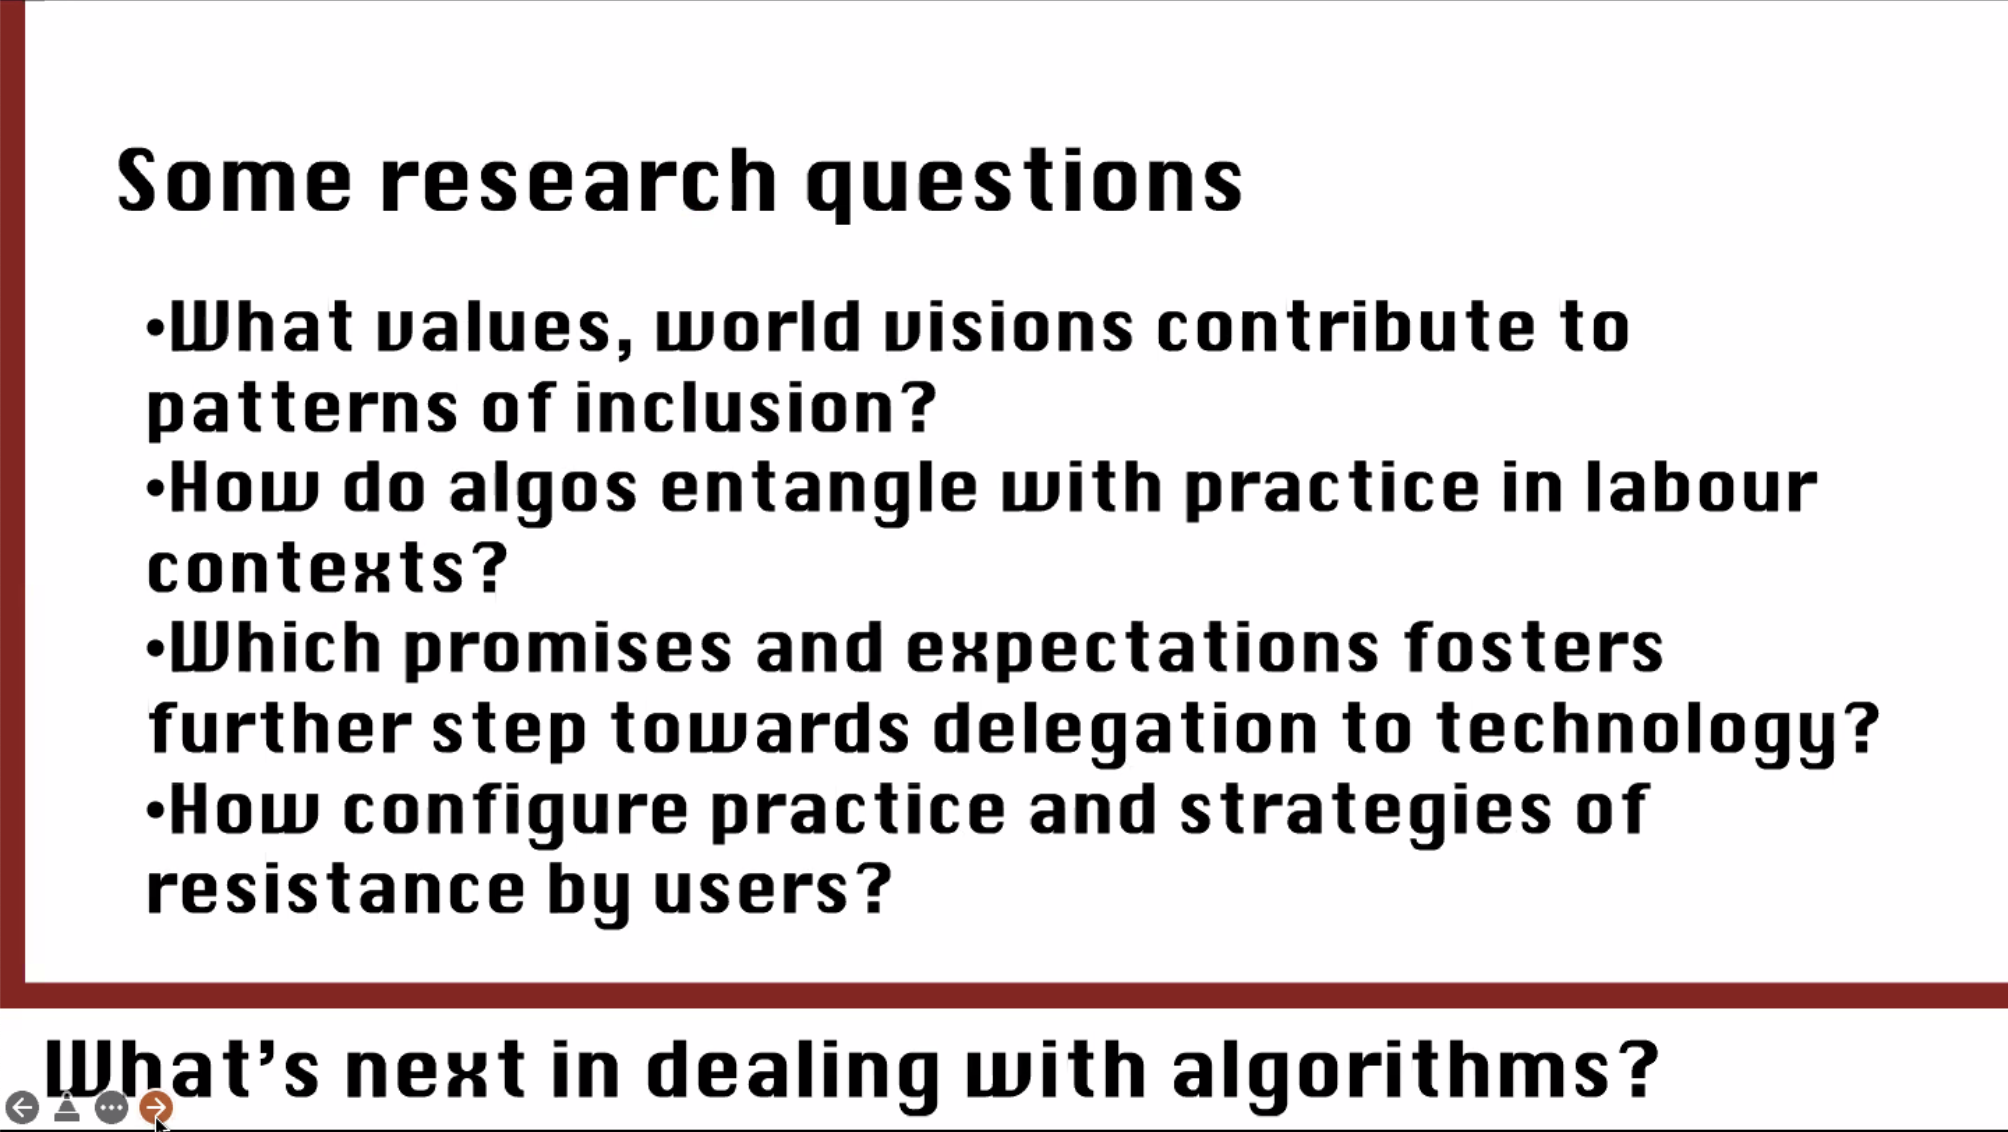 Some research questions
•What values, world visions contribute to
patterns of inclusion?
•How do algos entangle with practice in labour
contexts?
•Which promises and expectations fosters
further step towards delegation to technology?
•How configure practice and strategies of
resistance by users?
What’s next in dealing with algorithms?